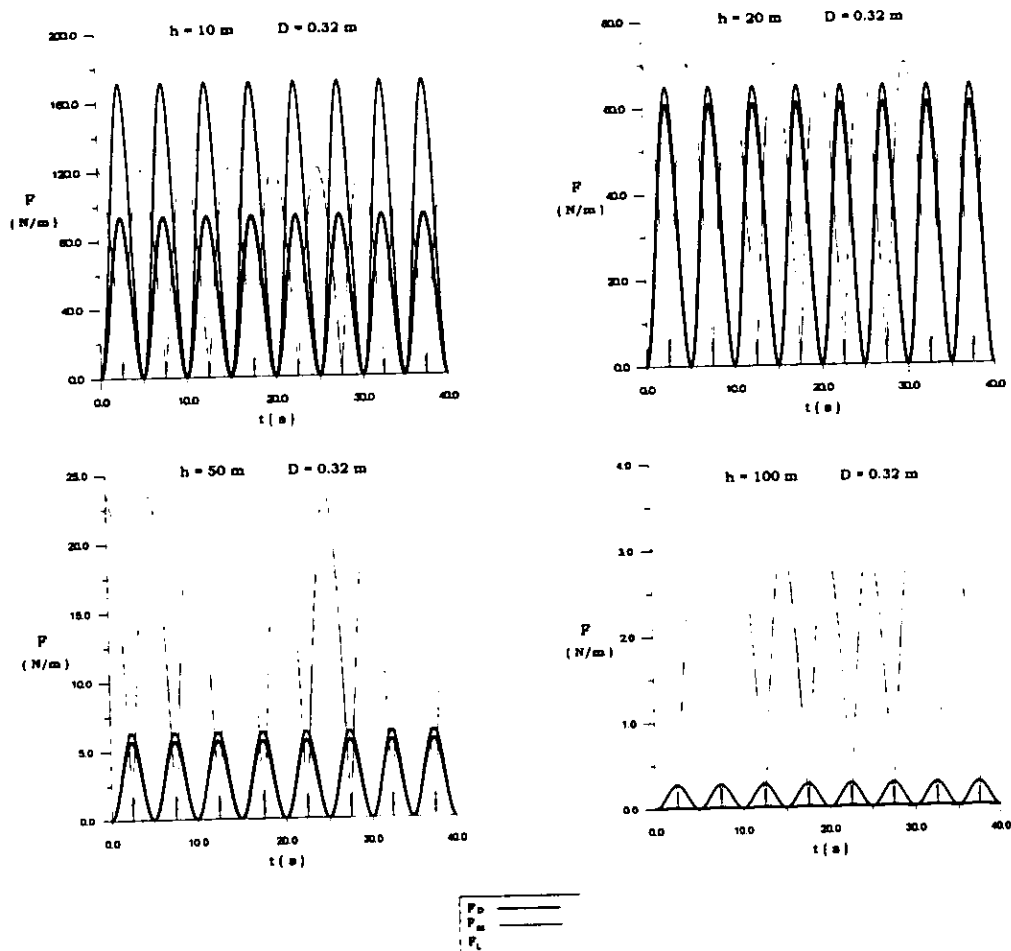 h = 10 m D = 0.32 m
200.0
160.0
120.0
80.0
40.0
0.0
F
(N/m)
0.0 10.0 20.0 30.0 40.0
t(s)
h = 20 m D = 0.32 m
80.0
60.0
40.0
20.0
0.0
F
(N/m)
0.0 10.0 20.0 30.0 40.0
t(s)
h = 50 m D = 0.32 m
25.0
20.0
15.0
10.0
5.0
0.0
F
(N/m)
0.0 10.0 20.0 30.0 40.0
t(s)
h = 100 m D = 0.32 m
4.0
3.0
2.0
1.0
0.0
F
(N/m)
0.0 10.0 20.0 30.0 40.0
t(s)
F_D
F_m
F_L